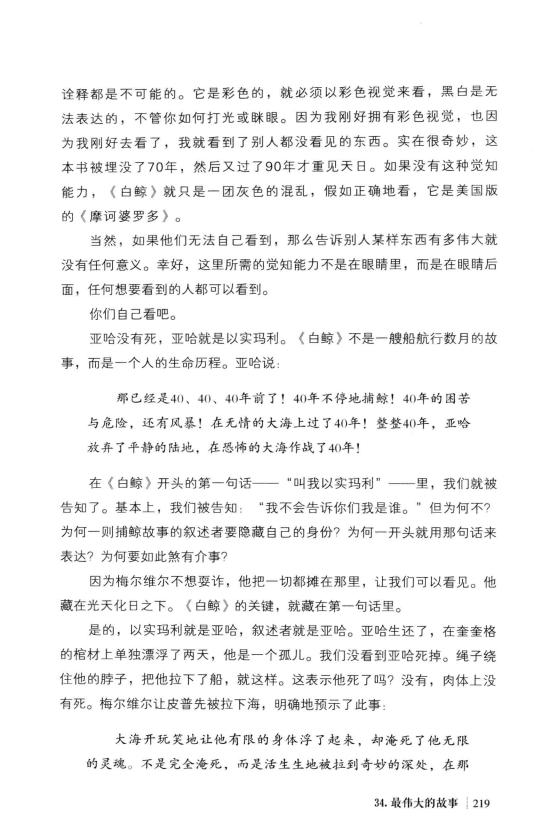 诠释都是不可能的。它是彩色的，就必须以彩色视觉来看，黑白是无
法表达的，不管你如何打光或眯眼。因为我刚好拥有彩色视觉，也因
为我刚好去看了，我就看到了别人都没看见的东西。实在很奇妙，这
本书被埋没了70年，然后又过了90年才重见天日。如果没有这种觉知
能力，《白鲸》就只是一团灰色的混乱，假如正确地看，它是美国版
的《摩诃婆罗多》。
当然，如果他们无法自己看到，那么告诉别人某样东西有多伟大就
没有任何意义。幸好，这里所需的觉知能力不是在眼睛里，而是在眼睛后
面，任何想要看到的人都可以看到。
你们自己看吧。
亚哈没有死，亚哈就是以实玛利。《白鲸》不是一艘船航行数月的故
事，而是一个人的生命历程。亚哈说：
那已经是40、40、40年前了！40年不停地捕鲸！40年的困苦
与危险，还有风暴！在无情的大海上过了40年！整整40年，亚哈
放弃了平静的陆地，在恐怖的大海作战了40年！
在《白鲸》开头的第一句话——“叫我以实玛利”——里，我们就被
告知了。基本上，我们被告知：“我不会告诉你们我是谁。”但为何不？
为何一则捕鲸故事的叙述者要隐藏自己的身份？为何一开头就用那句话来
表达？为何要如此煞有介事？
因为梅尔维尔不想耍诈，他把一切都摊在那里，让我们可以看见。他
藏在光天化日之下。《白鲸》的关键，就藏在第一句话里。
是的，以实玛利就是亚哈，叙述者就是亚哈。亚哈生还了，在奎奎格
的棺材上单独漂浮了两天，他是一个孤儿。我们没看到亚哈死掉。绳子绕
住他的脖子，把他拉下了船，就这样。这表示他死了吗？没有，肉体上没
有死。梅尔维尔让皮普先被拉下海，明确地预示了此事：
大海开玩笑地让他有限的身体浮了起来，却淹死了他无限
的灵魂。不是完全淹死，而是活生生地被拉到奇妙的深处，在那
34. 最伟大的故事 219